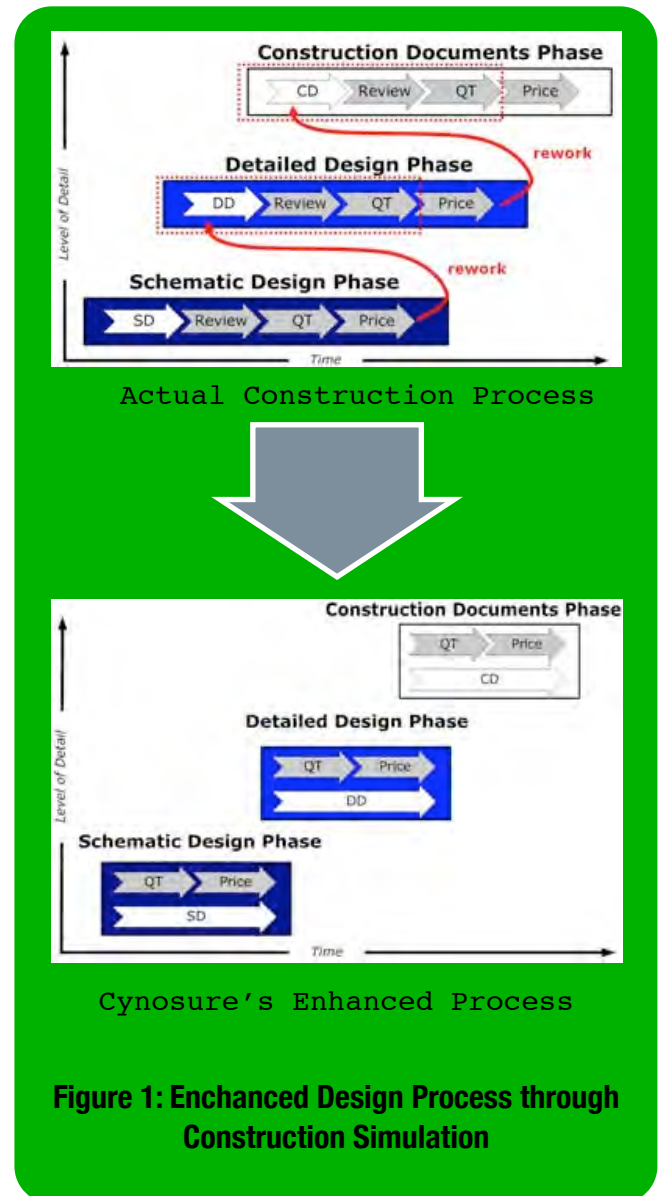 Construction Documents Phase
CD Review QT Price
rework
Detailed Design Phase
DD Review QT Price
rework
Schematic Design Phase
SD Review QT Price
Level of Detail
Time
Actual Construction Process
Construction Documents Phase
QT Price
CD
Detailed Design Phase
QT Price
DD
Schematic Design Phase
QT Price
SD
Level of Detail
Time
Cynosure's Enhanced Process
Figure 1: Enchanced Design Process through
Construction Simulation